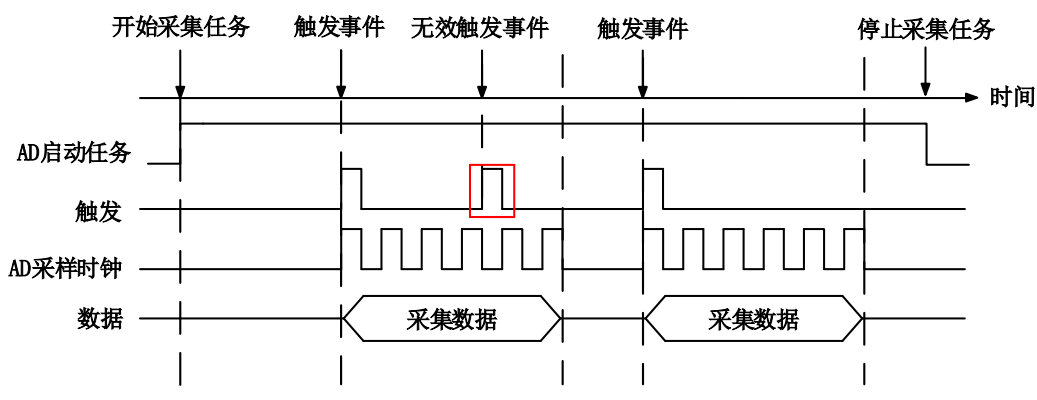 开始采集任务 触发事件 无效触发事件 触发事件 停止采集任务
时间
AD启动任务
触发
AD采样时钟
数据 采集数据 采集数据